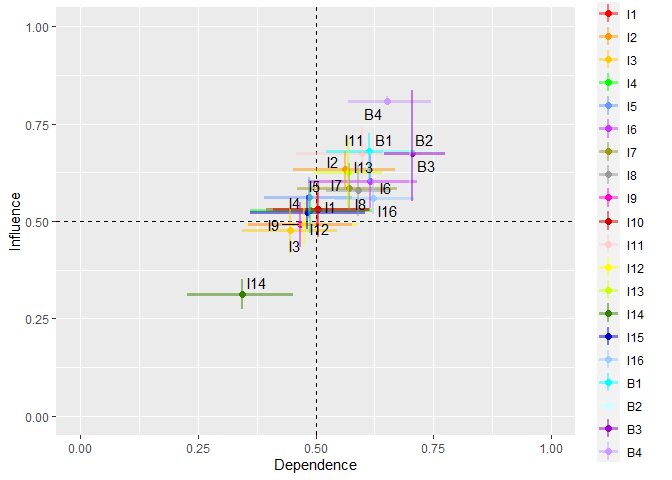 1.00
0.75
0.50
0.25
0.00
Influence
B4
I11
B1
B2
I2
I13
B3
I5
I7
I6
I4
I1
I8
I16
I9
I12
I3
I14
0.00
0.25
0.50
0.75
1.00
Dependence
I1
I2
I3
I4
I5
I6
I7
I8
I9
I10
I11
I12
I13
I14
I15
I16
B1
B2
B3
B4